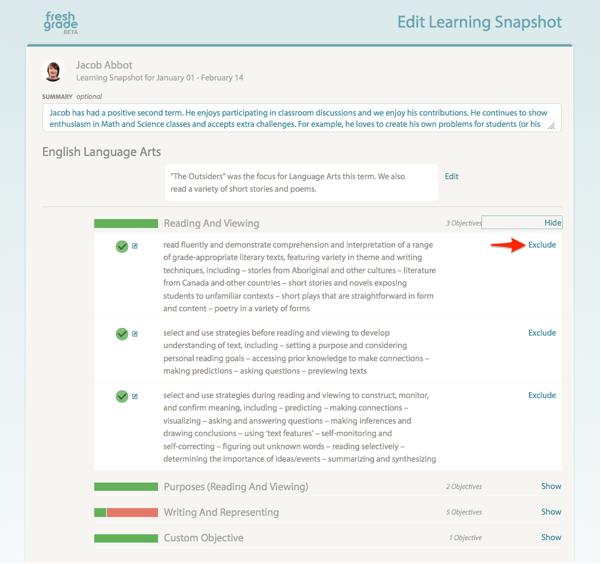 fresh
grade
BETA
Edit Learning Snapshot
Jacob Abbot
Learning Snapshot for January 01 - February 14
SUMMARY optional
Jacob has had a positive second term. He enjoys participating in classroom discussions and we enjoy his contributions. He continues to show
enthusiasm in Math and Science classes and accepts extra challenges. For example, he loves to create his own problems for students (or his
English Language Arts
"The Outsiders" was the focus for Language Arts this term. We also
read a variety of short stories and poems.
Edit
Reading And Viewing
3 Objectives
Hide
read fluently and demonstrate comprehension and interpretation of a range
of grade-appropriate literary texts, featuring variety in theme and writing
techniques, including – stories from Aboriginal and other cultures – literature
from Canada and other countries – short stories and novels exposing
students to unfamiliar contexts – short plays that are straightforward in form
and content – poetry in a variety of forms
Exclude
select and use strategies before reading and viewing to develop
understanding of text, including – setting a purpose and considering
personal reading goals – accessing prior knowledge to make connections –
making predictions – asking questions – previewing texts
Exclude
select and use strategies during reading and viewing to construct, monitor,
and confirm meaning, including – predicting – making connections –
visualizing – asking and answering questions – making inferences and
drawing conclusions – using 'text features' – self-monitoring and
self-correcting – figuring out unknown words – reading selectively –
determining the importance of ideas/events – summarizing and synthesizing
Exclude
Purposes (Reading And Viewing)
2 Objectives
Show
Writing And Representing
5 Objectives
Show
Custom Objective
1 Objective
Show